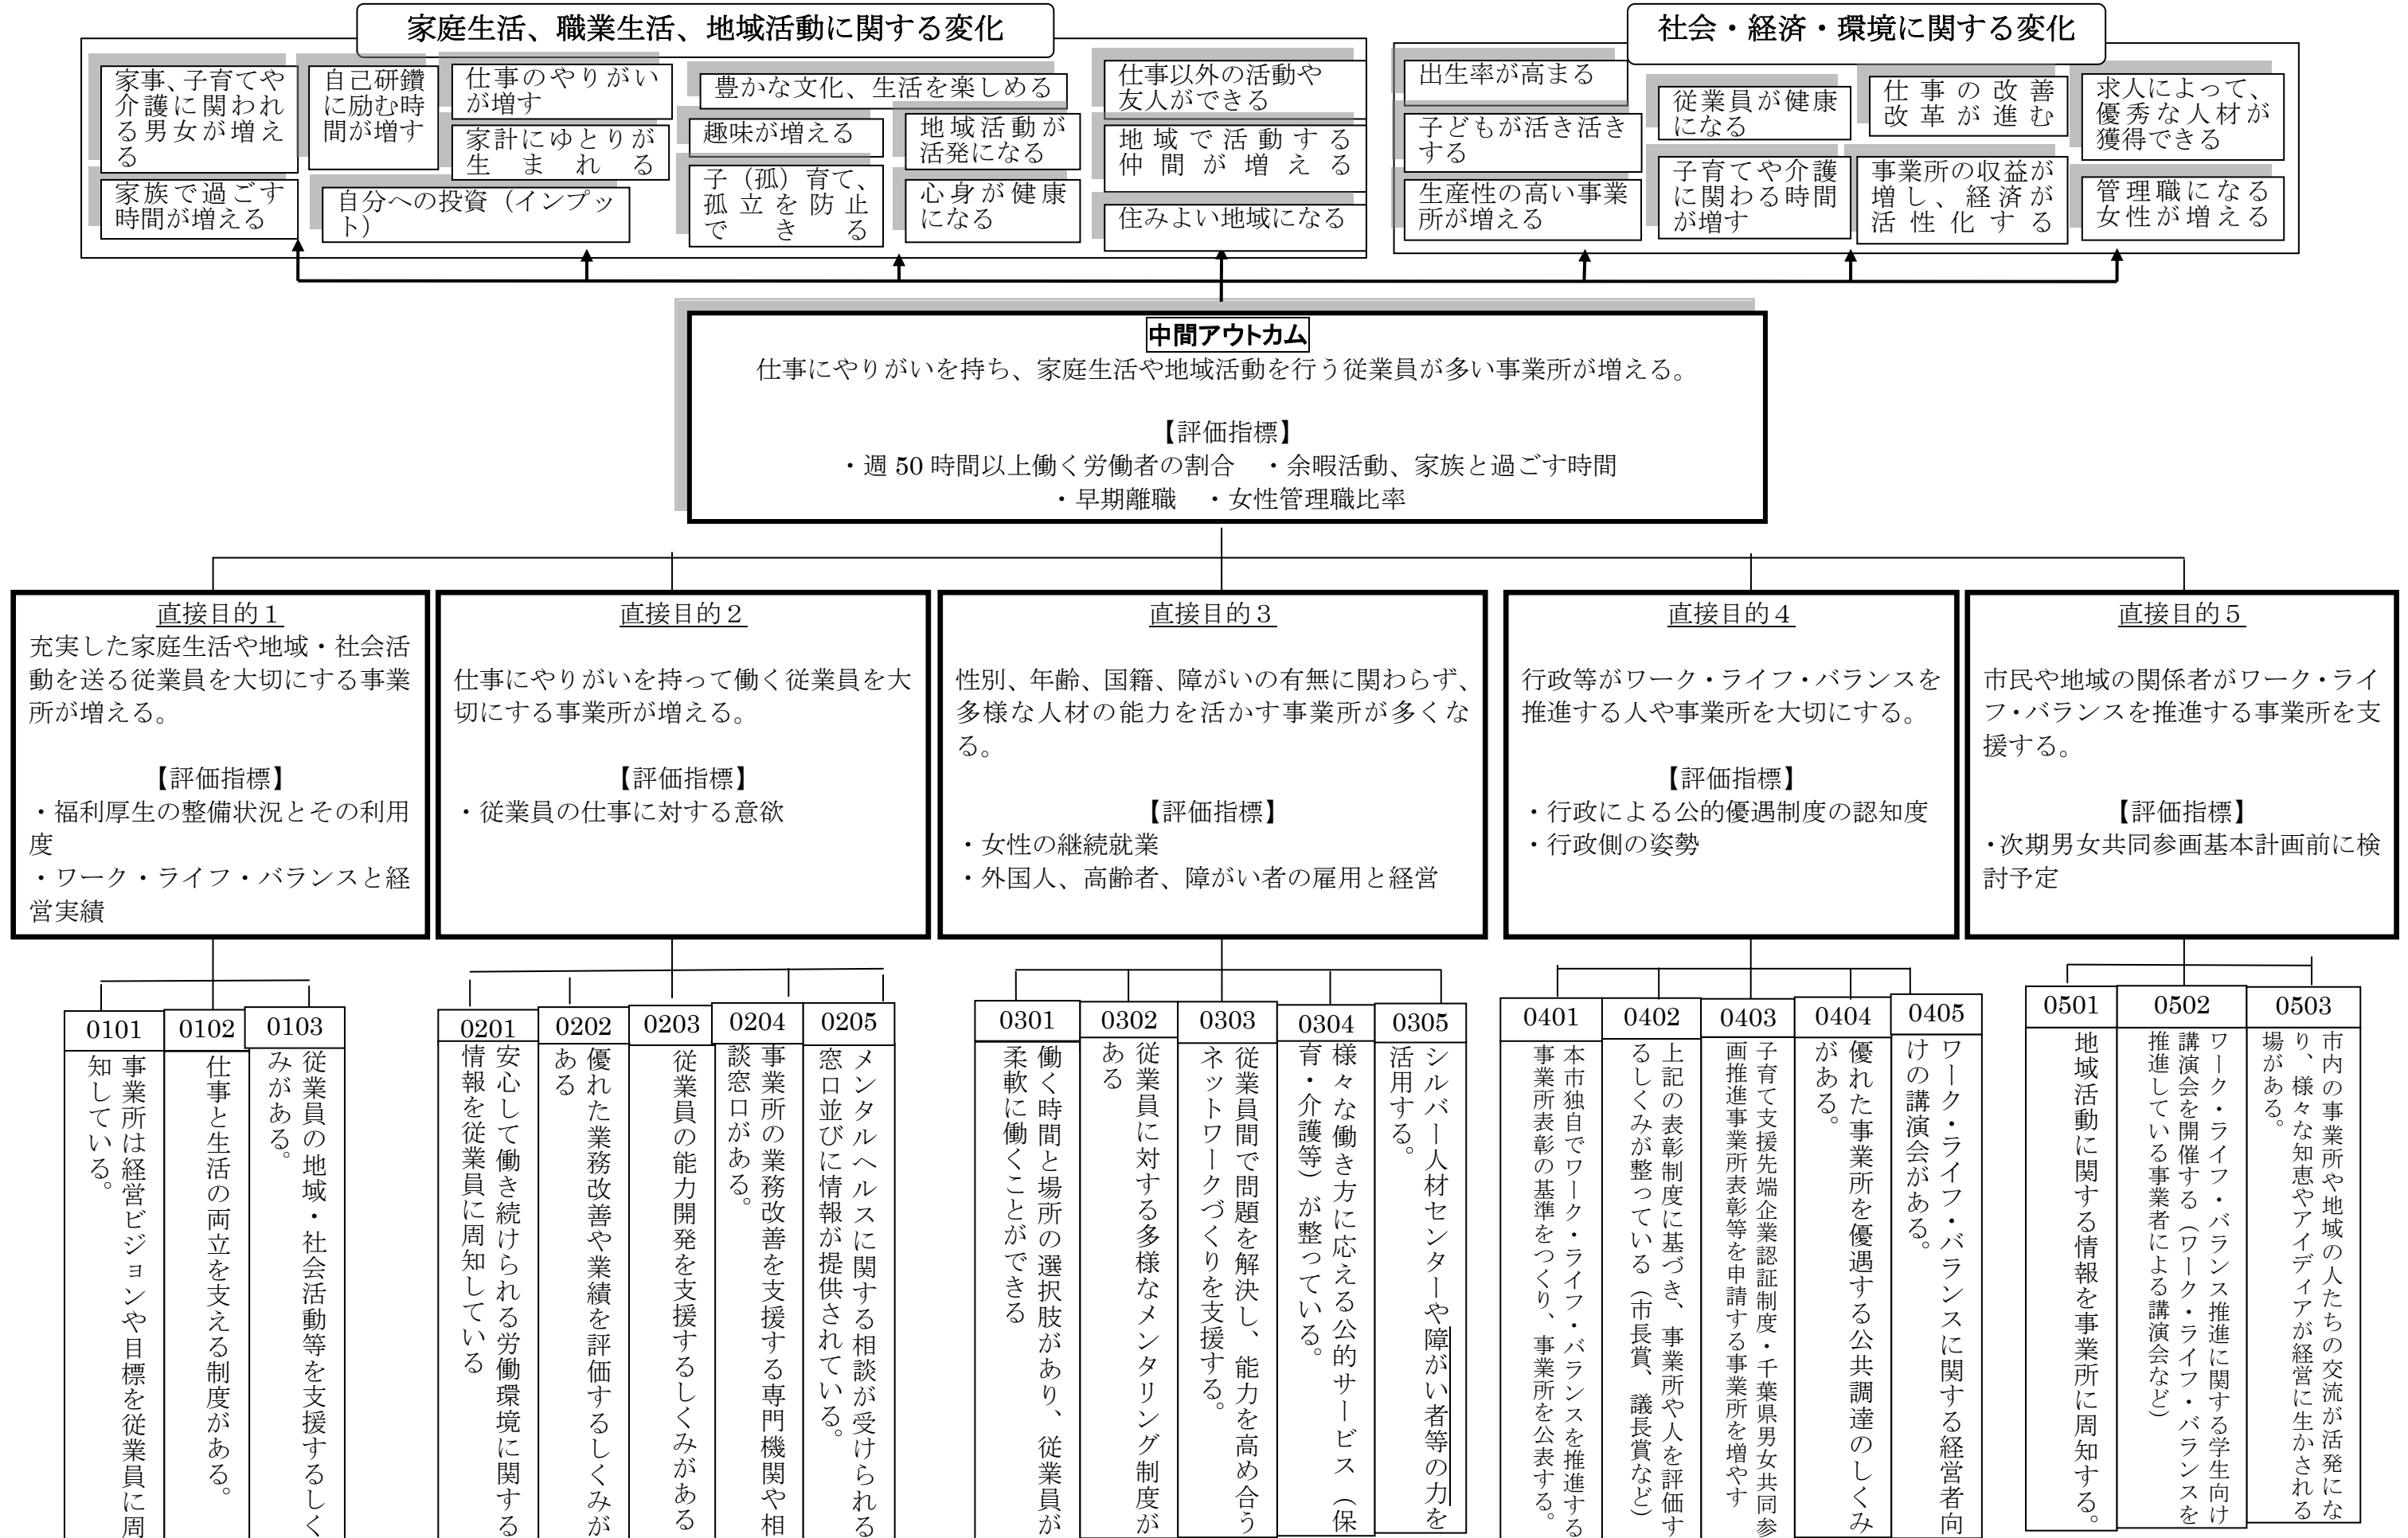 家庭生活、職業生活、地域活動に関する変化
家事、子育てや
介護に関われ
る男女が増え
る
自己研鑽
に励む時
間が増す
仕事のやりがい
が増す
家計にゆとりが
生まれる
豊かな文化、生活を楽しめる
趣味が増える
地域活動が
活発になる
仕事以外の活動や
友人ができる
地域で活動する
仲間が増える
家族で過ごす
時間が増える
自分への投資（インプッ
ト）
子（孤）育て、
孤立を防止
できる
心身が健康
になる
住みよい地域になる
社会・経済・環境に関する変化
出生率が高まる
子どもが活き活き
する
生産性の高い事業
所が増える
従業員が健康
になる
子育てや介護
に関わる時間
が増す
仕事の改善
改革が進む
事業所の収益が
増し、経済が
活性化する
求人によって、
優秀な人材が
獲得できる
管理職になる
女性が増える
中間アウトカム
仕事にやりがいを持ち、家庭生活や地域活動を行う従業員が多い事業所が増える。
【評価指標】
・週 50 時間以上働く労働者の割合　・余暇活動、家族と過ごす時間
・早期離職　・女性管理職比率
直接目的１
充実した家庭生活や地域・社会活
動を送る従業員を大切にする事業
所が増える。
【評価指標】
・福利厚生の整備状況とその利用
度
・ワーク・ライフ・バランスと経
営実績
直接目的２
仕事にやりがいを持って働く従業員を大
切にする事業所が増える。
【評価指標】
・従業員の仕事に対する意欲
直接目的３
性別、年齢、国籍、障がいの有無に関わらず、
多様な人材の能力を活かす事業所が多くな
る。
【評価指標】
・女性の継続就業
・外国人、高齢者、障がい者の雇用と経営
直接目的４
行政等がワーク・ライフ・バランスを
推進する人や事業所を大切にする。
【評価指標】
・行政による公的優遇制度の認知度
・行政側の姿勢
直接目的５
市民や地域の関係者がワーク・ライ
フ・バランスを推進する事業所を支
援する。
【評価指標】
・次期男女共同参画基本計画前に検
討予定
0101
事業所は経営ビジョンや目標を従業員に周
知している。
0102
仕事と生活の両立を支える制度がある。
0103
従業員の地域・社会活動等を支援するしく
みがある。
0201
安心して働き続けられる労働環境に関する
情報を従業員に周知している
0202
優れた業務改善や業績を評価するしくみが
ある
0203
従業員の能力開発を支援するしくみがある
0204
事業所の業務改善を支援する専門機関や相
談窓口がある。
0205
メンタルヘルスに関する相談が受けられる
窓口並びに情報が提供されている。
0301
働く時間と場所の選択肢があり、従業員が
柔軟に働くことができる
0302
従業員に対する多様なメンタリング制度が
ある
0303
従業員間で問題を解決し、能力を高め合う
ネットワークづくりを支援する。
0304
様々な働き方に応える公的サービス（保
育・介護等）が整っている。
0305
シルバー人材センターや障がい者等の力を
活用する。
0401
本市独自でワーク・ライフ・バランスを推進する
事業所表彰の基準をつくり、事業所を公表する。
0402
上記の表彰制度に基づき、事業所や人を評価す
るしくみが整っている（市長賞、議長賞など）
0403
子育て支援先端企業認証制度・千葉県男女共同参
画推進事業所表彰等を申請する事業所を増やす
0404
優れた事業所を優遇する公共調達のしくみ
がある。
0405
ワーク・ライフ・バランスに関する経営者向
けの講演会がある。
0501
地域活動に関する情報を事業所に周知する。
0502
ワーク・ライフ・バランス推進に関する学生向け
講演会を開催する（ワーク・ライフ・バランスを
推進している事業者による講演会など）
0503
市内の事業所や地域の人たちの交流が活発にな
り、様々な知恵やアイディアが経営に生かされる
場がある。